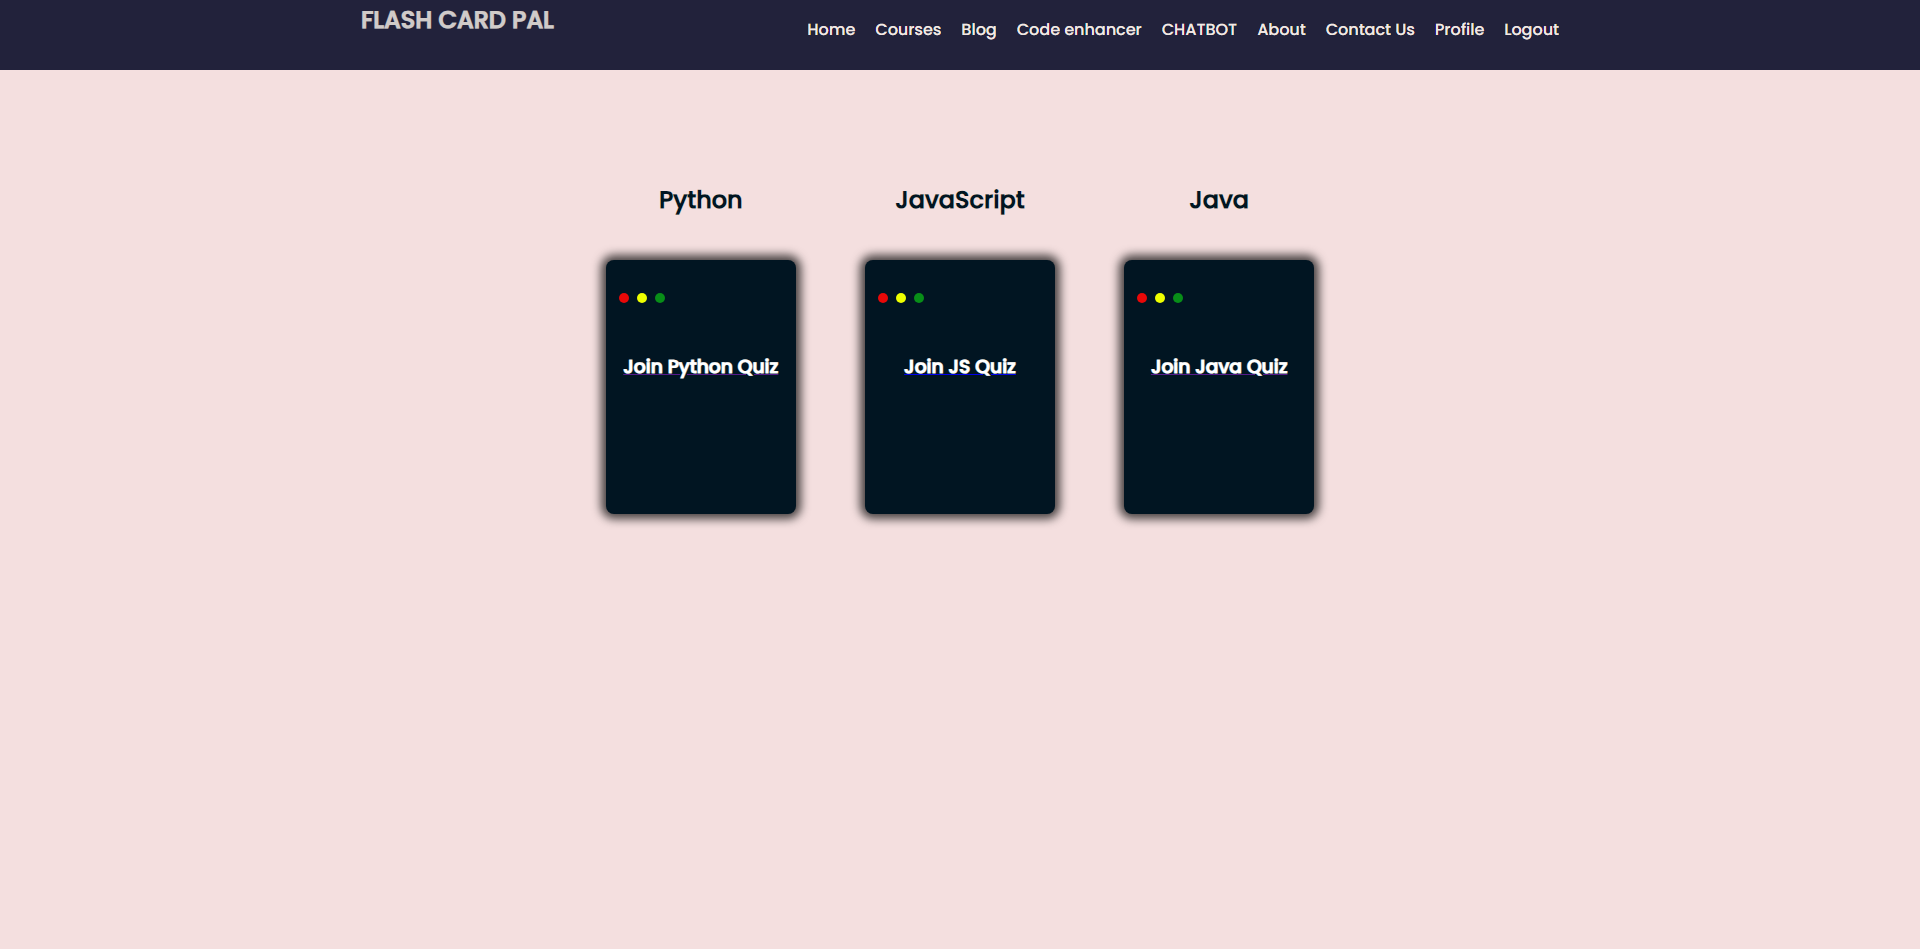 FLASH CARD PAL
Home Courses Blog Code enhancer CHATBOT About Contact Us Profile Logout
Python JavaScript Java
Join Python Quiz Join JS Quiz Join Java Quiz